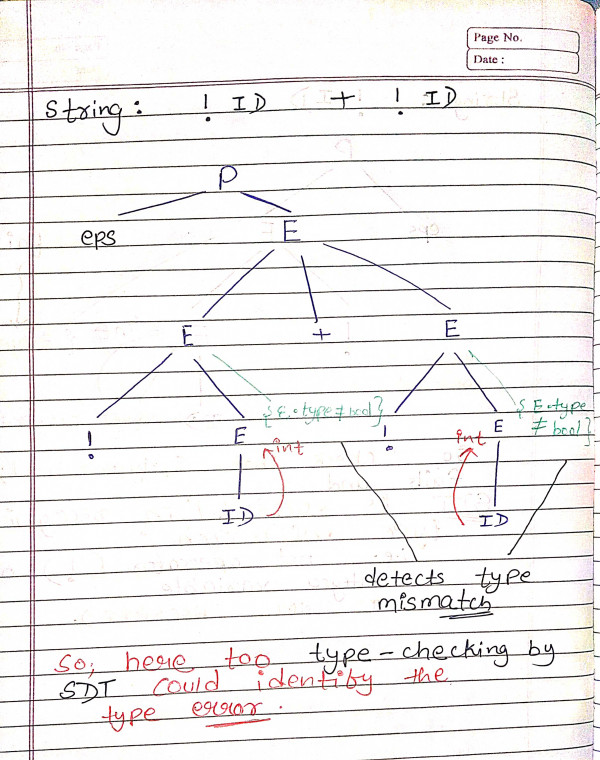 Page No.
Date :
String : ! ID + ! ID
P
eps E
E + E
{E.type≠bool} {E.type
! E ! E ≠ bool}
int int
ID ID
detects type
mismatch
So, here too type-checking by
SDT could identify the
type error.